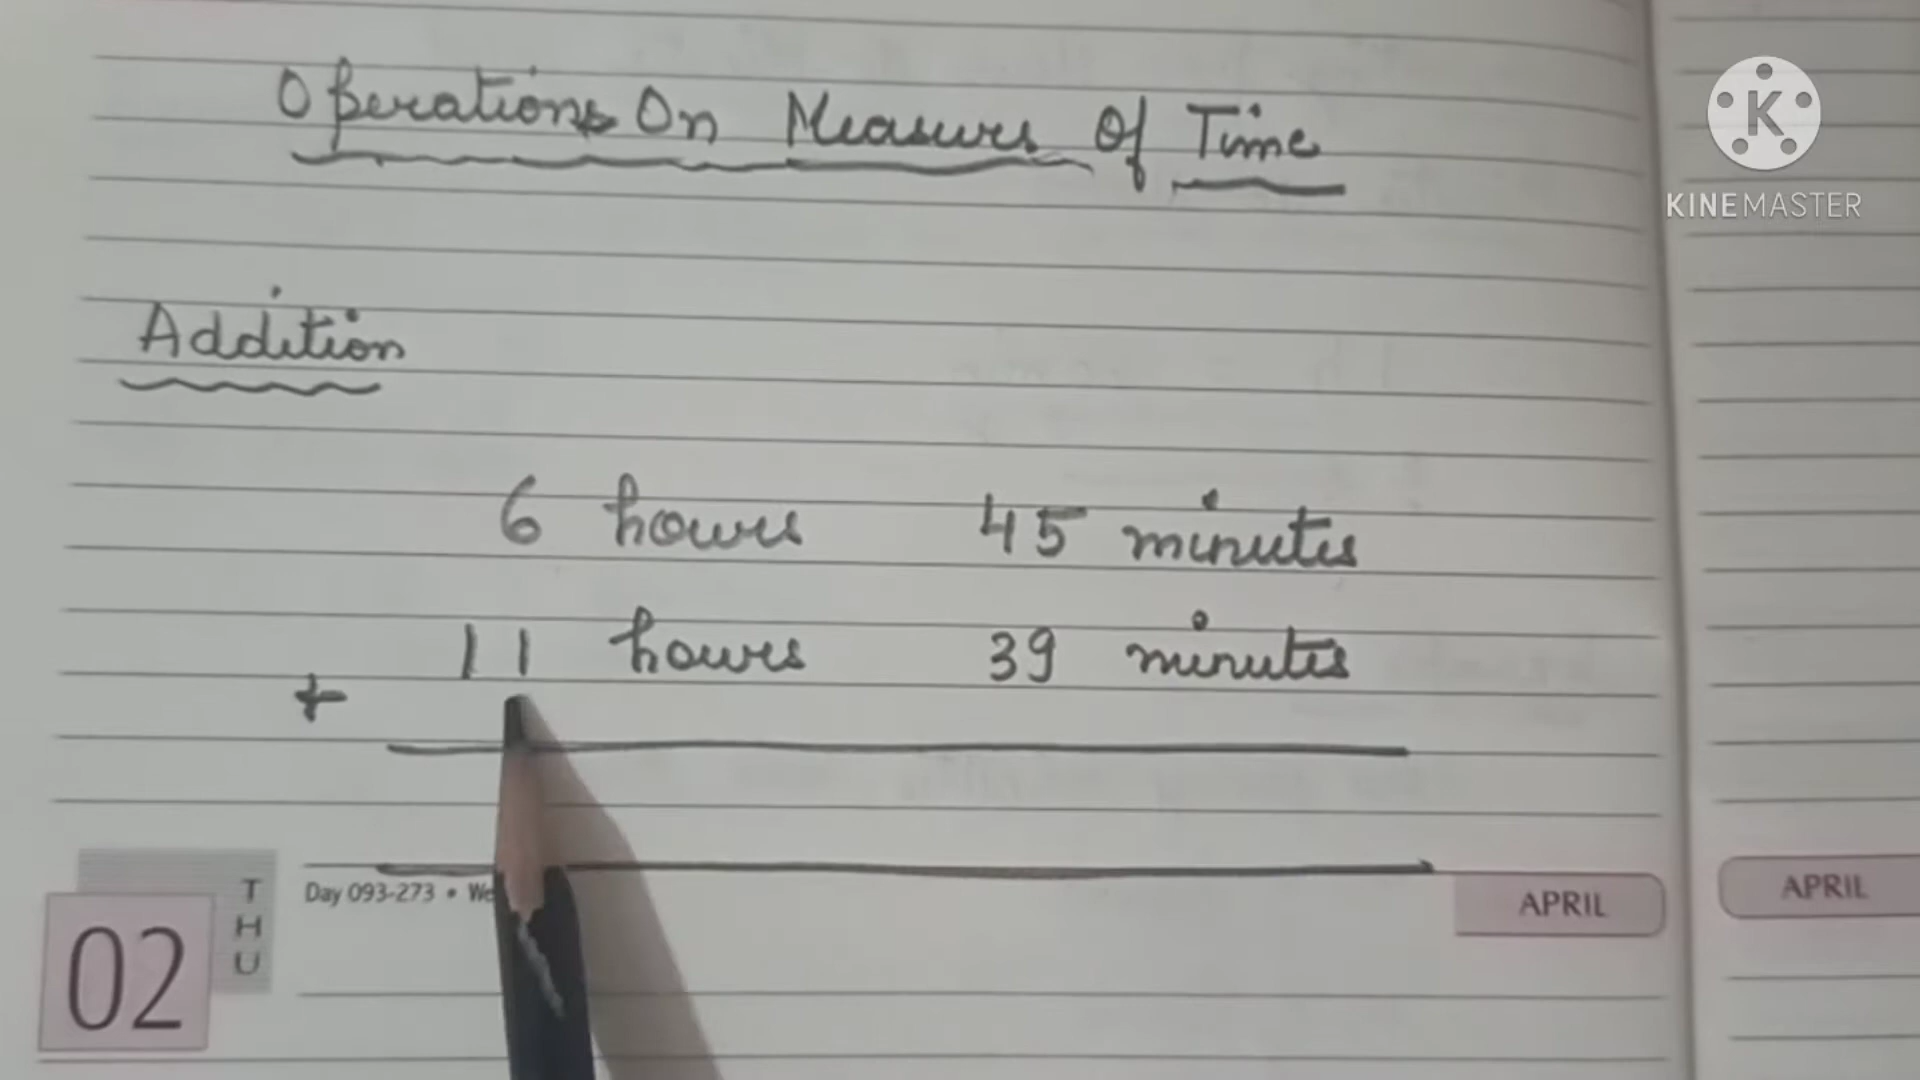 Operations On Measures Of Time
K
KINEMASTER
Addition
6 hours 45 minutes
11 hours 39 minutes
+
02
THU
Day 093-273 •
APRIL
APRIL